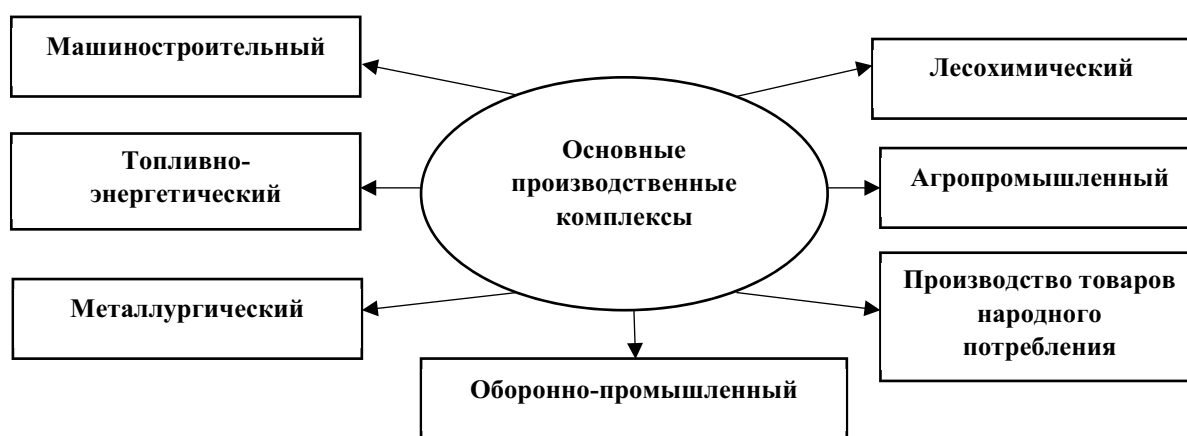 Машиностроительный
Лесохимический
Топливно-
энергетический
Основные
производственные
комплексы
Агропромышленный
Металлургический
Производство товаров
народного
потребления
Оборонно-промышленный